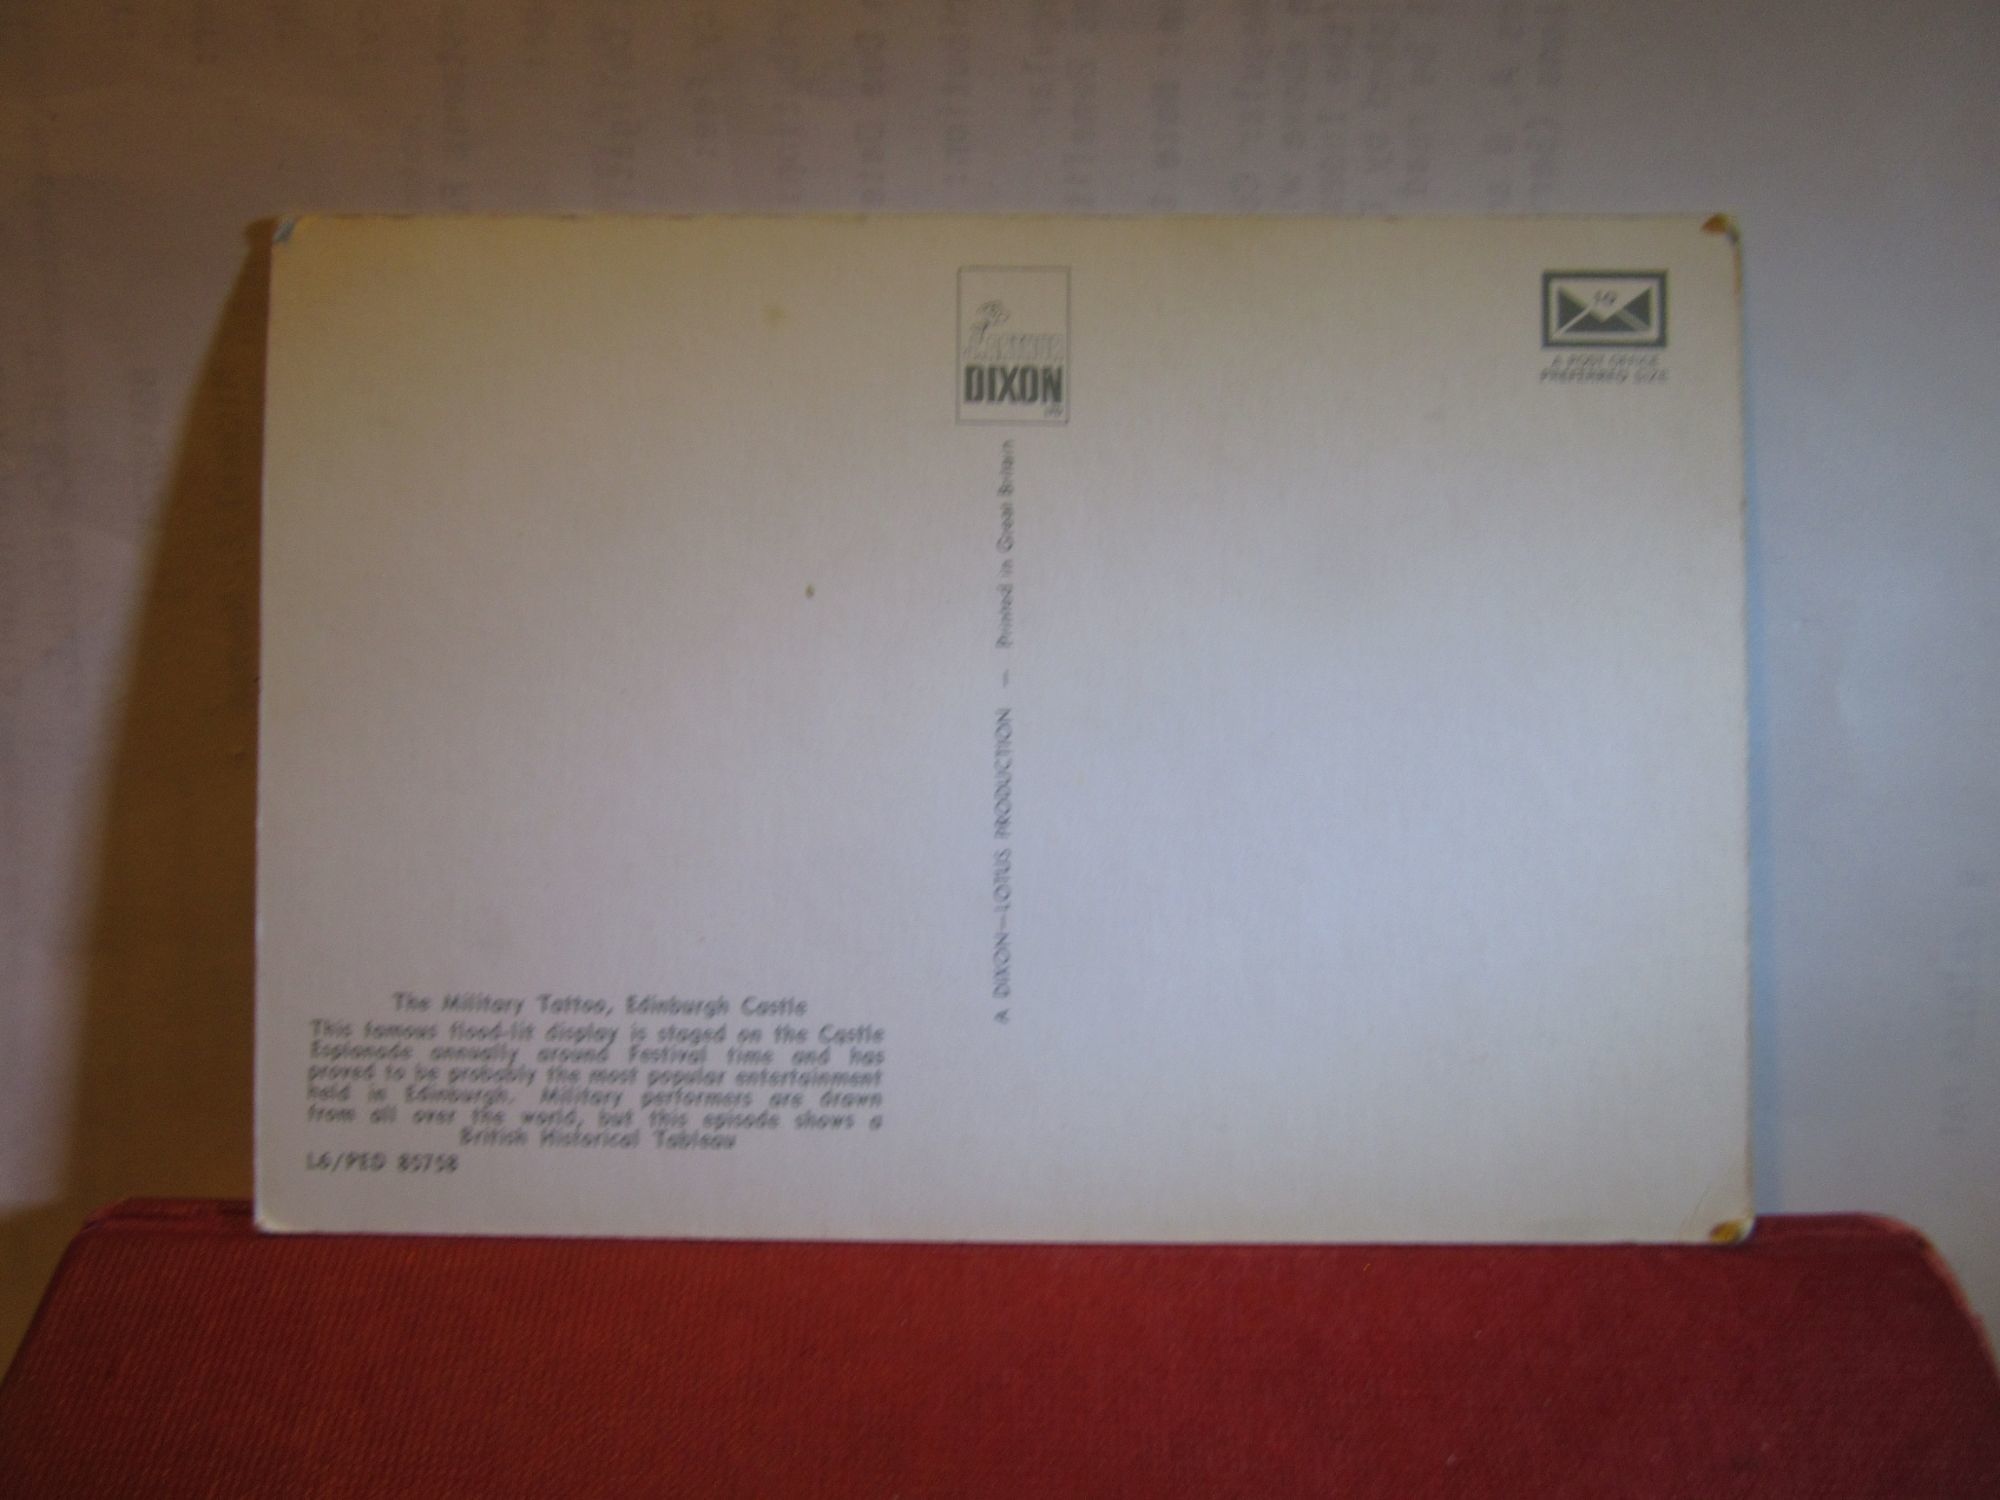 J. ARTHUR
DIXON
A POST OFFICE
PREFERRED SIZE
A DIXON—LOTUS PRODUCTION — Printed in Great Britain
The Military Tattoo, Edinburgh Castle
This famous flood-lit display is staged on the Castle
Esplanade annually around Festival time and has
proved to be probably the most popular entertainment
held in Edinburgh. Military performers are drawn
from all over the world, but this episode shows a
British Historical Tableau
L6/PED 85758